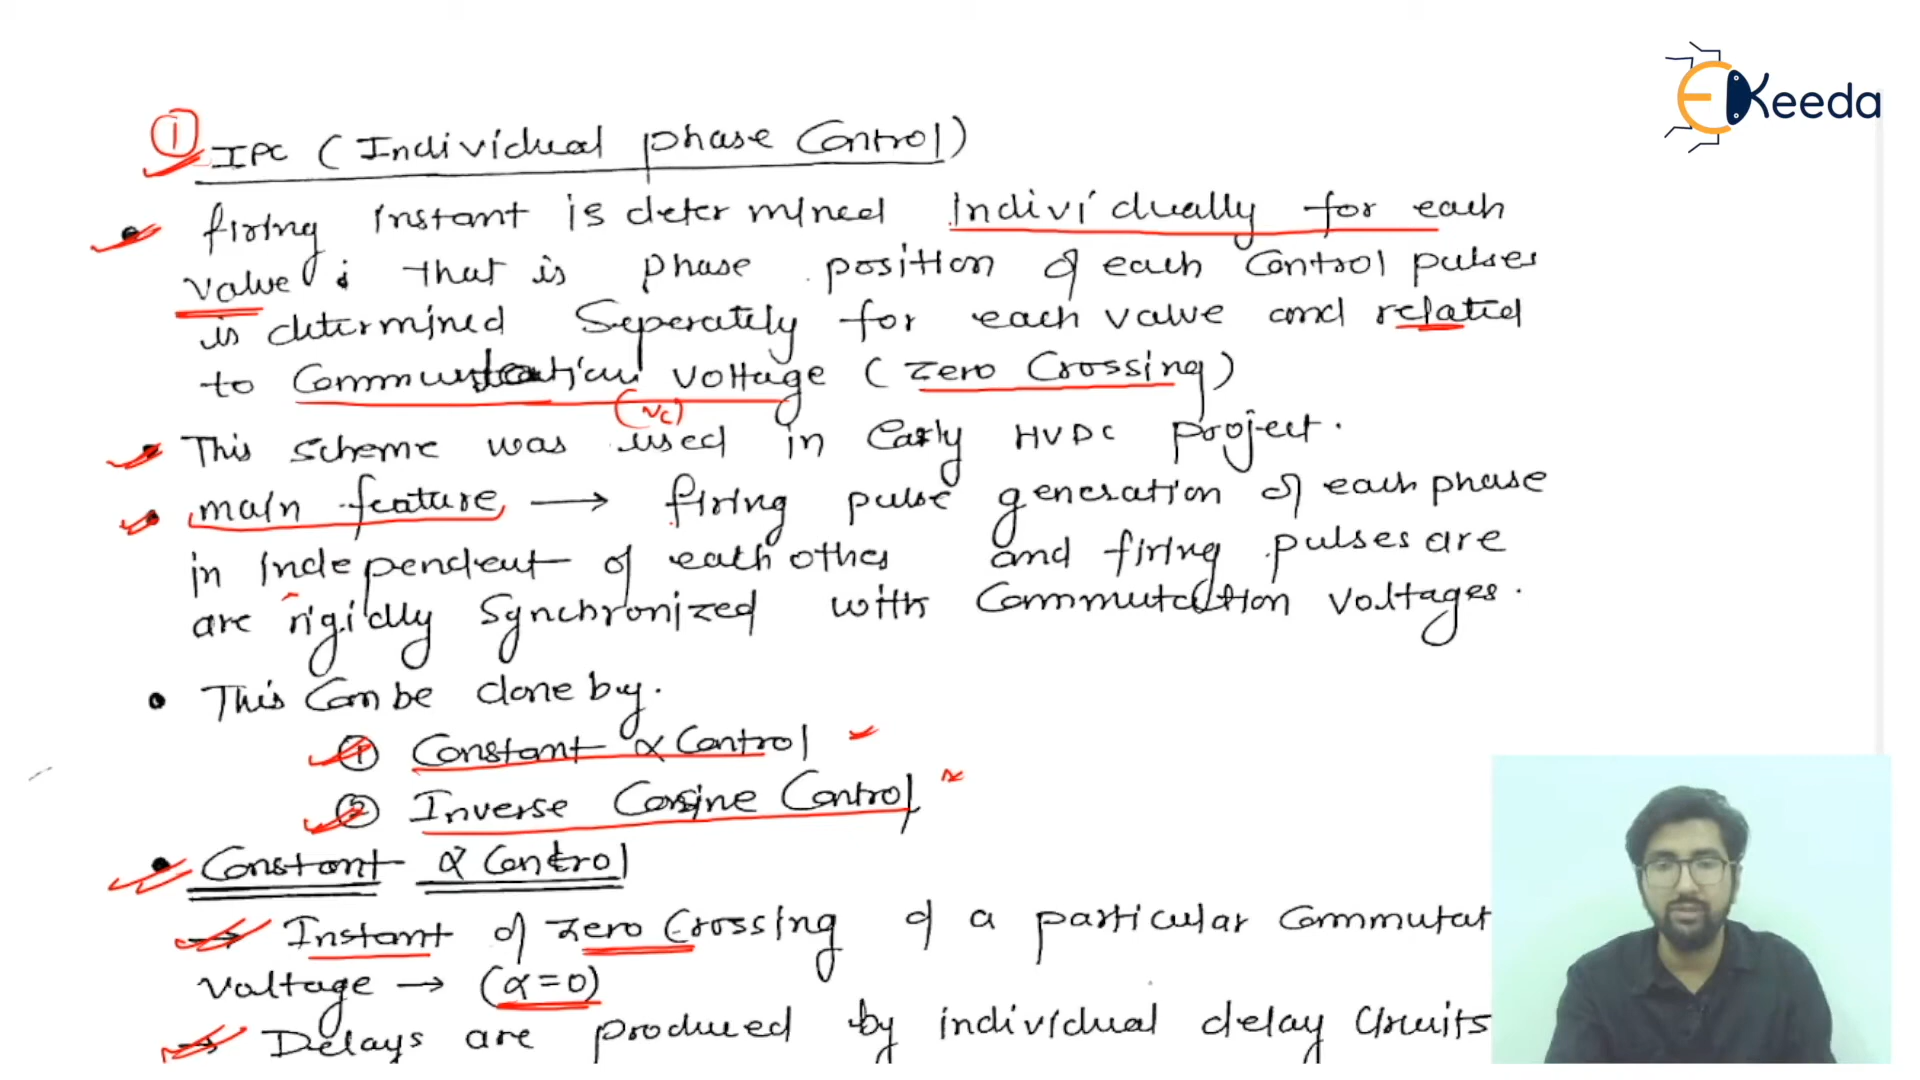 EKeeda
① IPC (Individual phase Control)
• firing instant is determined individually for each
valve; that is phase position of each control pulses
is determined Seperately for each valve and related
to Commutation voltage (zero Crossing)
(Vc)
• This scheme was used in Early HVDC project.
• main feature → firing pulse generation of each phase
in independent of each other and firing pulses are
are rigidly synchronized with Commutation voltages.
• This Can be done by.
① Constant α Control
② Inverse Cosine Control
• Constant α Control
→ Instant of zero Crossing of a particular Commutat
voltage → (α=0)
→ Delays are produced by individual delay Circuits